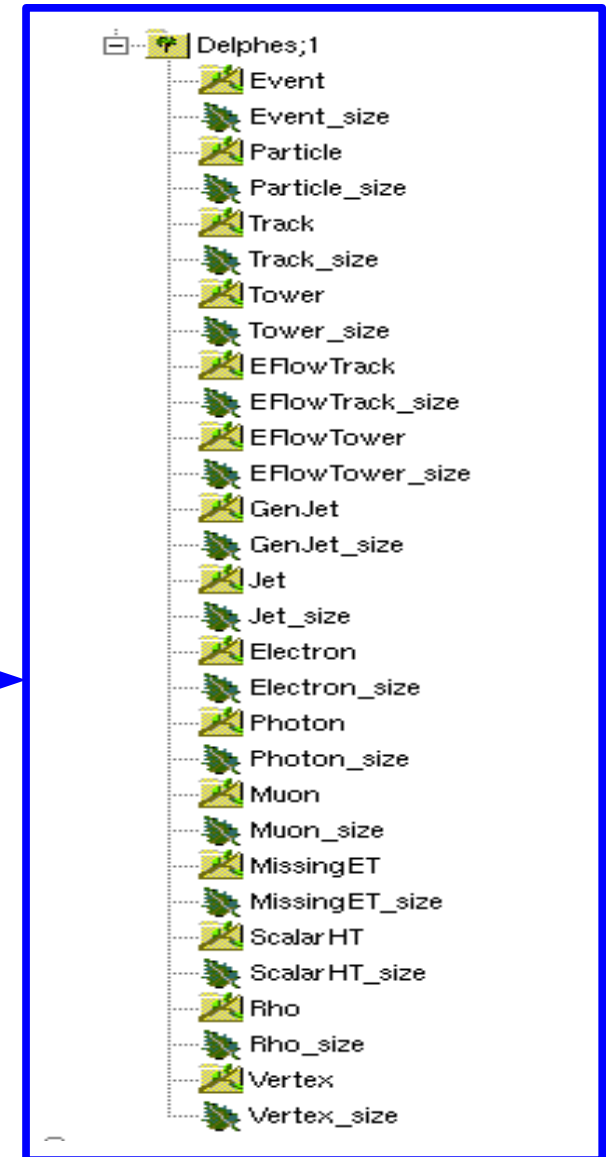 Delphes;1
Event
Event_size
Particle
Particle_size
Track
Track_size
Tower
Tower_size
EFlowTrack
EFlowTrack_size
EFlowTower
EFlowTower_size
GenJet
GenJet_size
Jet
Jet_size
Electron
Electron_size
Photon
Photon_size
Muon
Muon_size
MissingET
MissingET_size
ScalarHT
ScalarHT_size
Rho
Rho_size
Vertex
Vertex_size